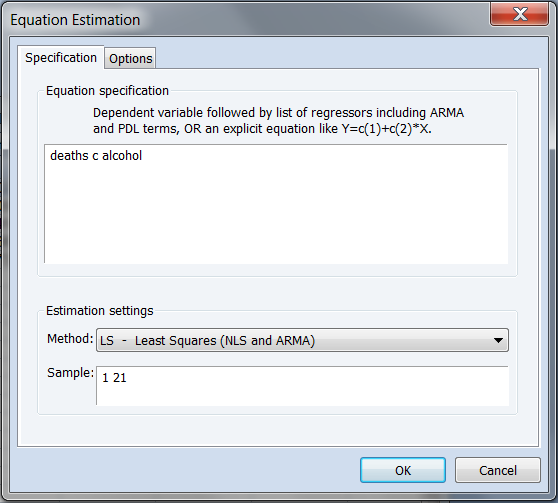 Equation Estimation
Specification
Options
Equation specification
Dependent variable followed by list of regressors including ARMA
and PDL terms, OR an explicit equation like Y=c(1)+c(2)*X.
deaths c alcohol
Estimation settings
Method: LS - Least Squares (NLS and ARMA)
Sample: 1 21
OK
Cancel